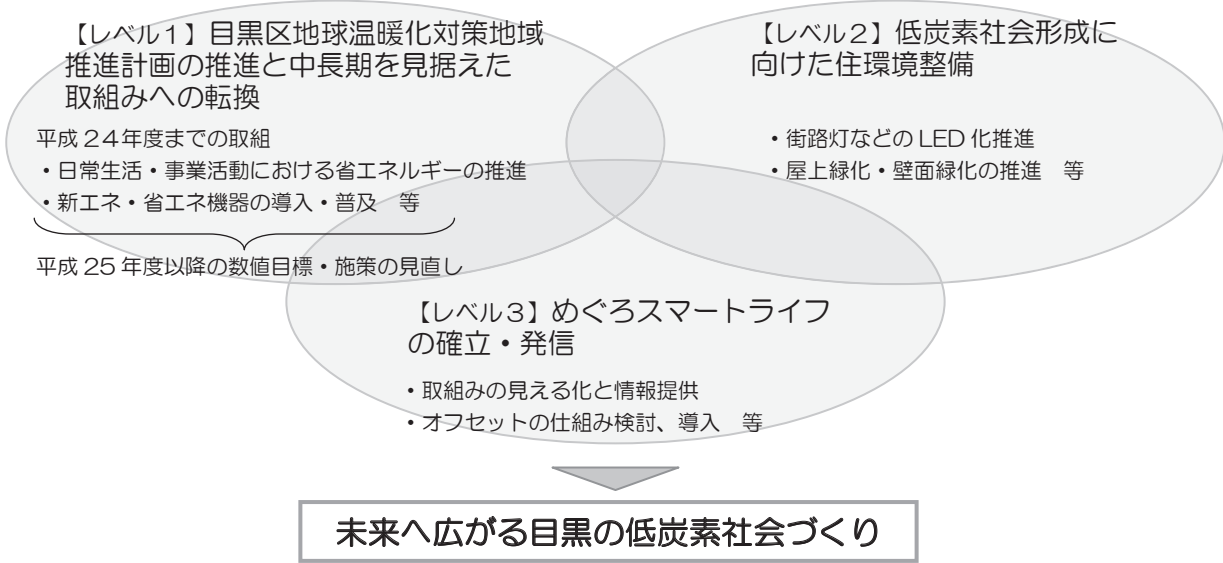 【レベル１】目黒区地球温暖化対策地域
推進計画の推進と中長期を見据えた
取組みへの転換
平成２４年度までの取組
・日常生活・事業活動における省エネルギーの推進
・新エネ・省エネ機器の導入・普及　等
平成 25 年度以降の数値目標・施策の見直し
【レベル２】低炭素社会形成に
向けた住環境整備
・街路灯などの LED 化推進
・屋上緑化・壁面緑化の推進　等
【レベル３】めぐろスマートライフ
の確立・発信
・取組みの見える化と情報提供
・オフセットの仕組み検討、導入　等
未来へ広がる目黒の低炭素社会づくり